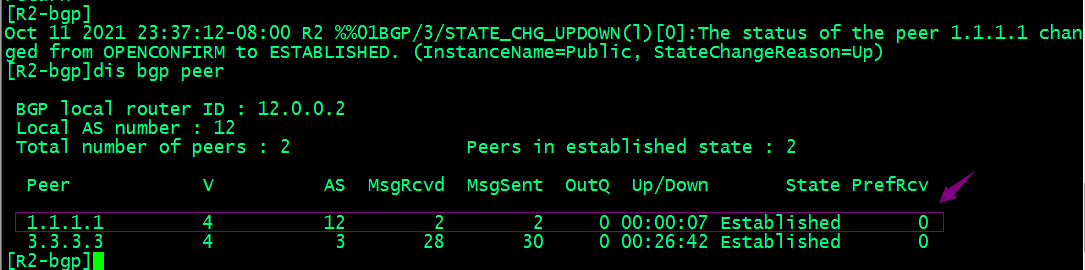 [R2-bgp]
Oct 11 2021 23:37:12-08:00 R2 %%01BGP/3/STATE_CHG_UPDOWN(l)[0]:The status of the peer 1.1.1.1 chan
ged from OPENCONFIRM to ESTABLISHED. (InstanceName=Public, StateChangeReason=Up)
[R2-bgp]dis bgp peer
BGP local router ID : 12.0.0.2
Local AS number : 12
Total number of peers : 2 Peers in established state : 2
Peer V AS MsgRcvd MsgSent OutQ Up/Down State PrefRcv
1.1.1.1 4 12 2 2 0 00:00:07 Established 0
3.3.3.3 4 3 28 30 0 00:26:42 Established 0
[R2-bgp]